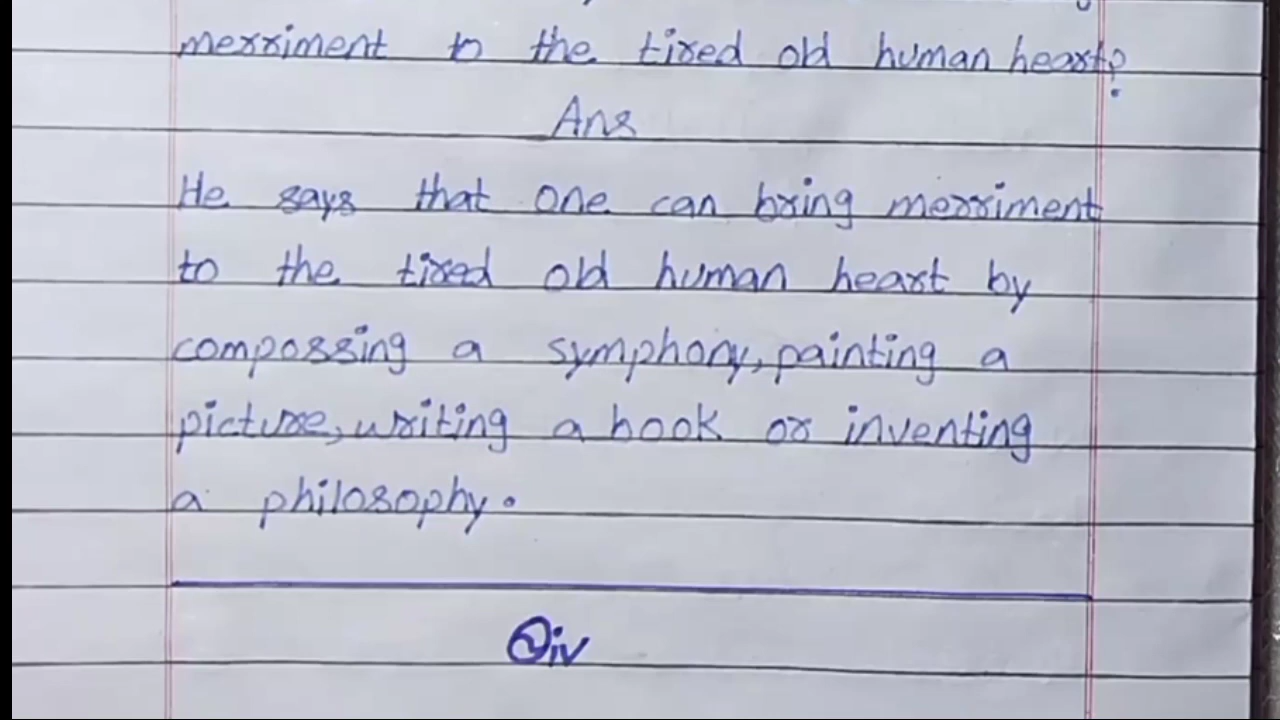 merriment to the tired old human heart?
Ans
He says that one can bring merriment
to the tired old human heart by
compossing a symphony, painting a
picture, writing a book or inventing
a philosophy.
Qiv